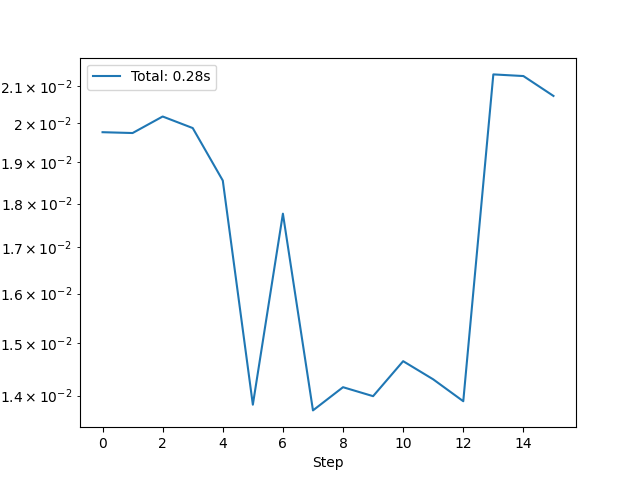 Total: 0.28s
2.1 × 10⁻²
2 × 10⁻²
1.9 × 10⁻²
1.8 × 10⁻²
1.7 × 10⁻²
1.6 × 10⁻²
1.5 × 10⁻²
1.4 × 10⁻²
0 2 4 6 8 10 12 14
Step